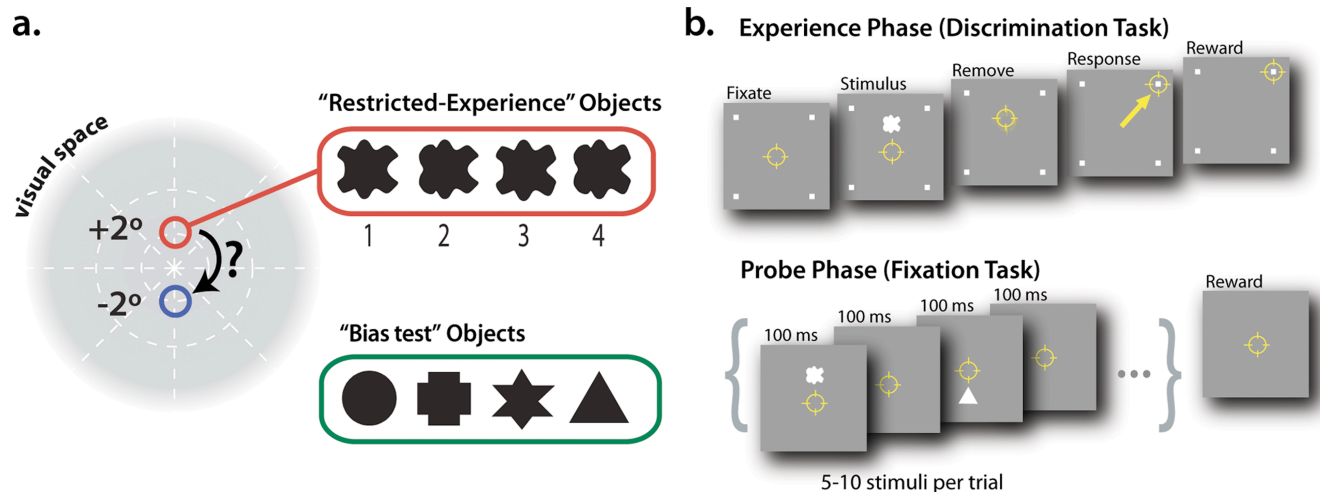 a.
visual space
+2º
-2º
?
“Restricted-Experience” Objects
1 2 3 4
“Bias test” Objects
b.
Experience Phase (Discrimination Task)
Fixate
Stimulus
Remove
Response
Reward
Probe Phase (Fixation Task)
100 ms
100 ms
100 ms
100 ms
Reward
5-10 stimuli per trial